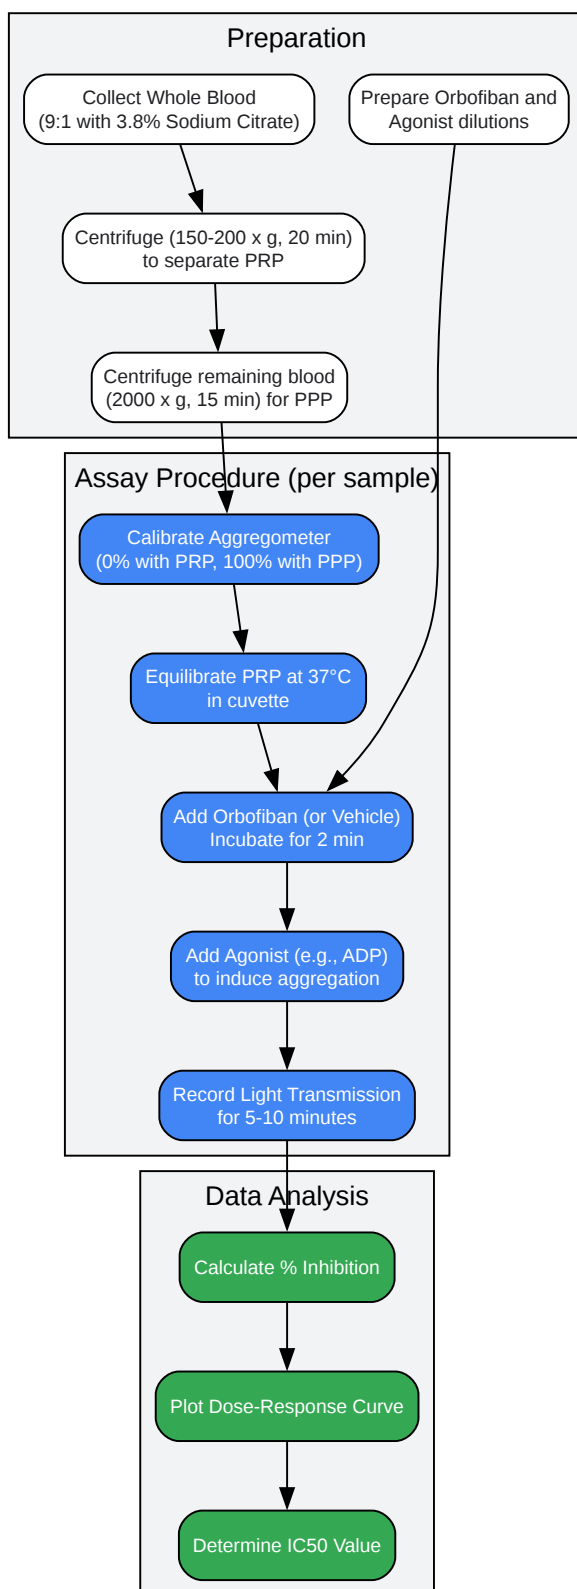 Preparation
Collect Whole Blood
(9:1 with 3.8% Sodium Citrate)
Prepare Orbofiban and
Agonist dilutions
Centrifuge (150-200 x g, 20 min)
to separate PRP
Centrifuge remaining blood
(2000 x g, 15 min) for PPP
Assay Procedure (per sample)
Calibrate Aggregometer
(0% with PRP, 100% with PPP)
Equilibrate PRP at 37°C
in cuvette
Add Orbofiban (or Vehicle)
Incubate for 2 min
Add Agonist (e.g., ADP)
to induce aggregation
Record Light Transmission
for 5-10 minutes
Data Analysis
Calculate % Inhibition
Plot Dose-Response Curve
Determine IC50 Value